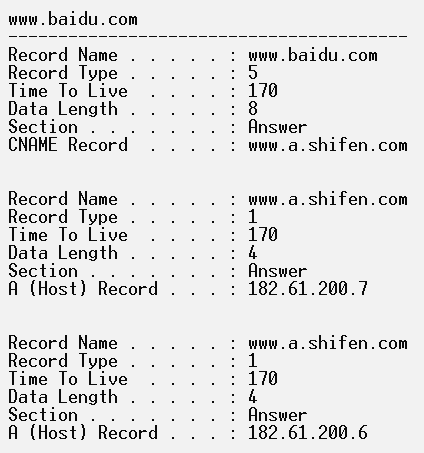 www.baidu.com
----------------------------------------
Record Name . . . . . : www.baidu.com
Record Type . . . . . : 5
Time To Live  . . . . : 170
Data Length . . . . . : 8
Section . . . . . . . : Answer
CNAME Record  . . . . : www.a.shifen.com
Record Name . . . . . : www.a.shifen.com
Record Type . . . . . : 1
Time To Live  . . . . : 170
Data Length . . . . . : 4
Section . . . . . . . : Answer
A (Host) Record . . . : 182.61.200.7
Record Name . . . . . : www.a.shifen.com
Record Type . . . . . : 1
Time To Live  . . . . : 170
Data Length . . . . . : 4
Section . . . . . . . : Answer
A (Host) Record . . . : 182.61.200.6